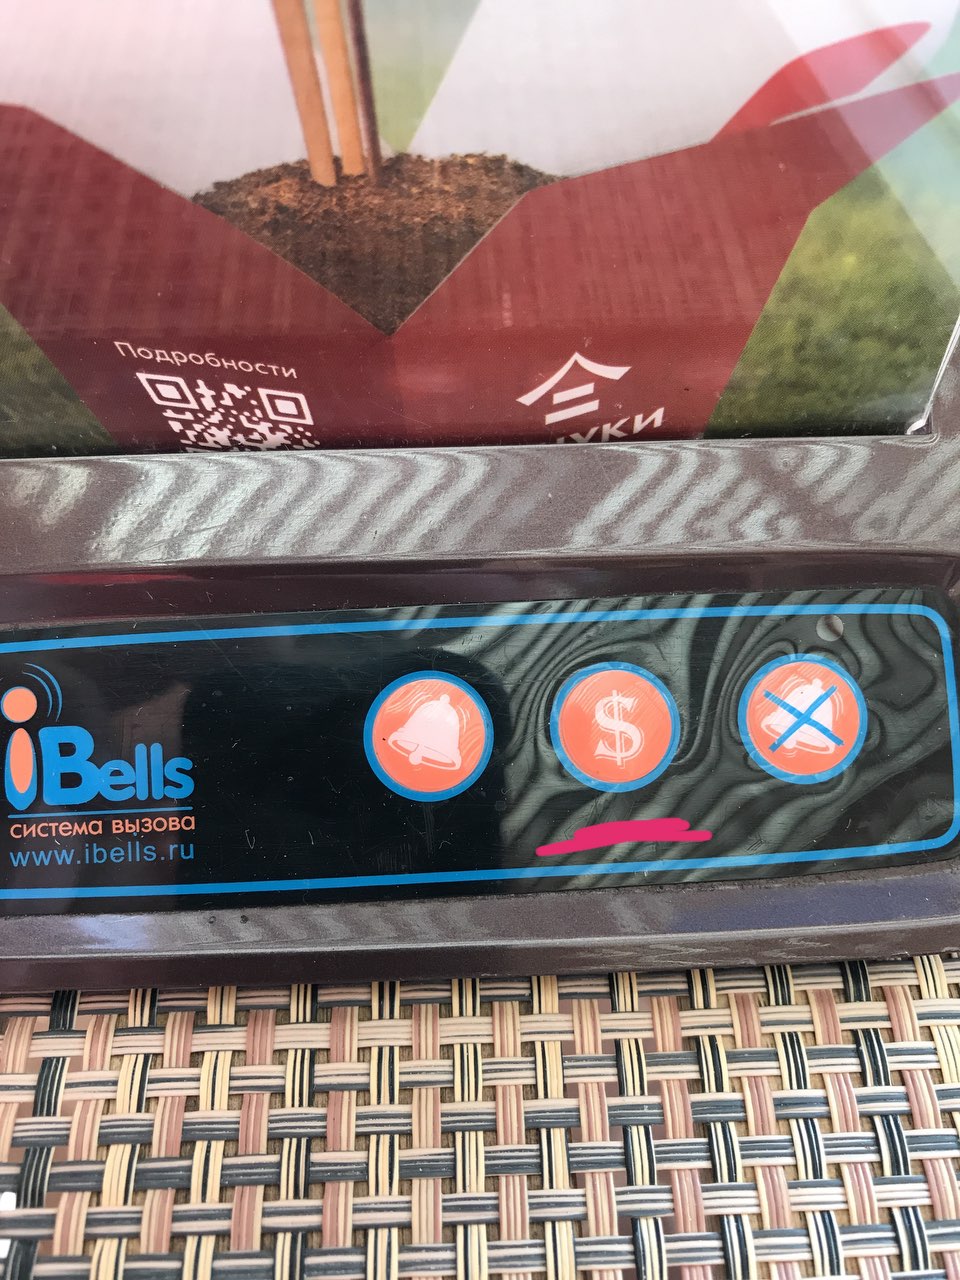 Подробности
iBells
система вызова
www.ibells.ru
$